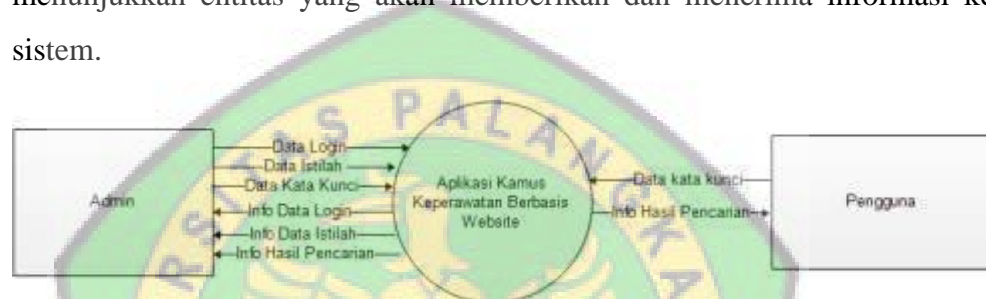 menunjukkan entitas yang akan memberikan dan menerima informasi ke
sistem.
RSITAS PALANGKA
Admin
Data Login
Data Istilah
Data Kata Kunci
Info Data Login
Info Data Istilah
Info Hasil Pencarian
Aplikasi Kamus
Keperawatan Berbasis
Website
Data kata kunci
Info Hasil Pencarian
Pengguna